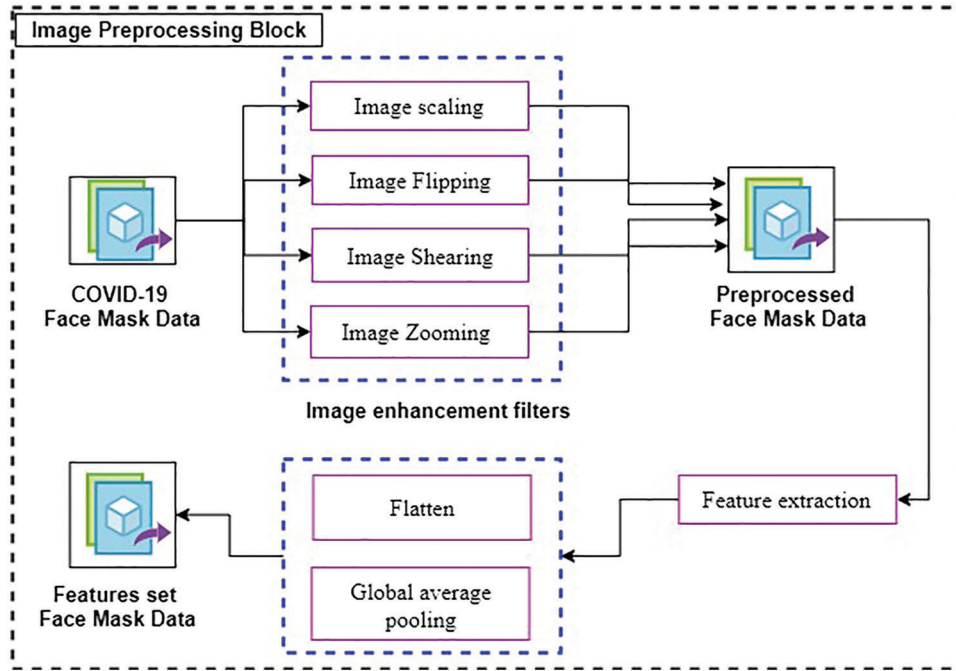 Image Preprocessing Block
Image scaling
Image Flipping
Image Shearing
Image Zooming
COVID-19
Face Mask Data
Preprocessed
Face Mask Data
Image enhancement filters
Feature extraction
Flatten
Global average
pooling
Features set
Face Mask Data